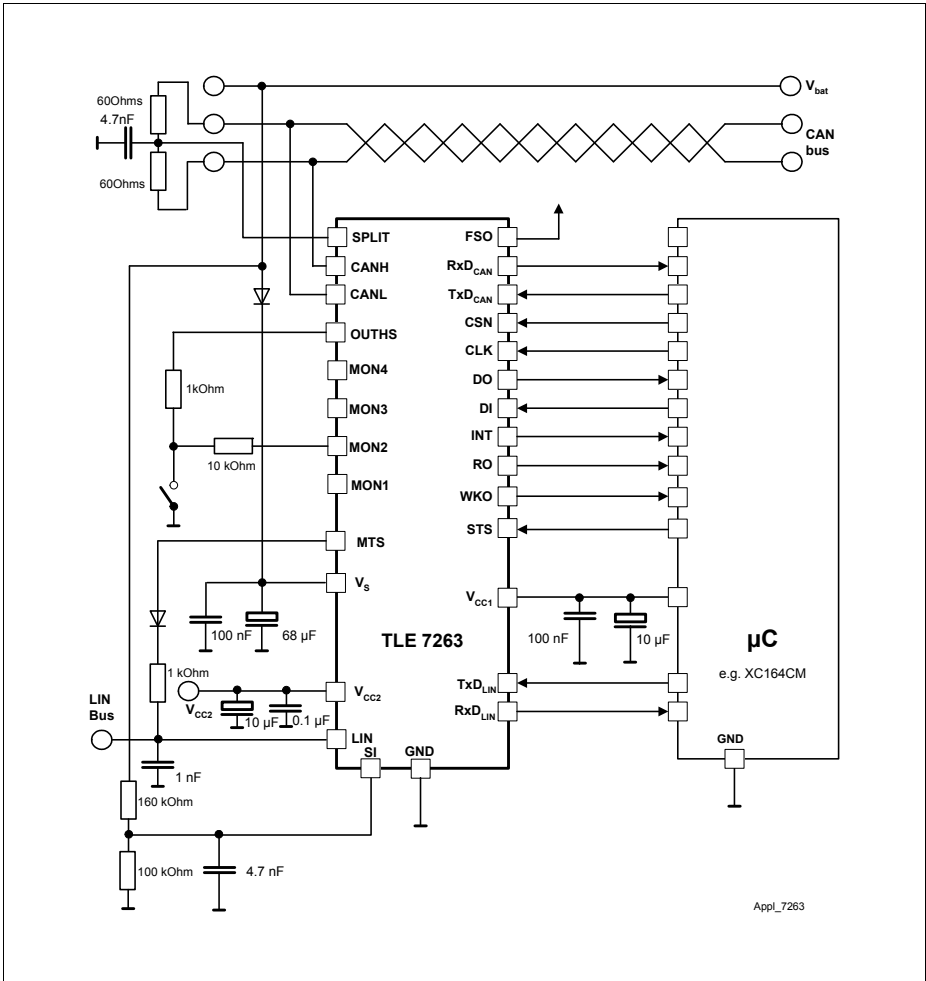 V_bat
60Ohms
4.7nF
CAN bus
60Ohms
SPLIT
FSO
CANH
RxD_CAN
CANL
TxD_CAN
CSN
OUTHS
CLK
MON4
DO
1kOhm
MON3
DI
MON2
INT
10 kOhm
RO
MON1
WKO
STS
MTS
V_S
V_CC1
100 nF
68 µF
TLE 7263
100 nF
10 µF
µC
e.g. XC164CM
1 kOhm
V_CC2
TxD_LIN
LIN Bus
V_CC2
10 µF
0.1 µF
RxD_LIN
LIN
SI
GND
GND
1 nF
160 kOhm
100 kOhm
4.7 nF
Appl_7263